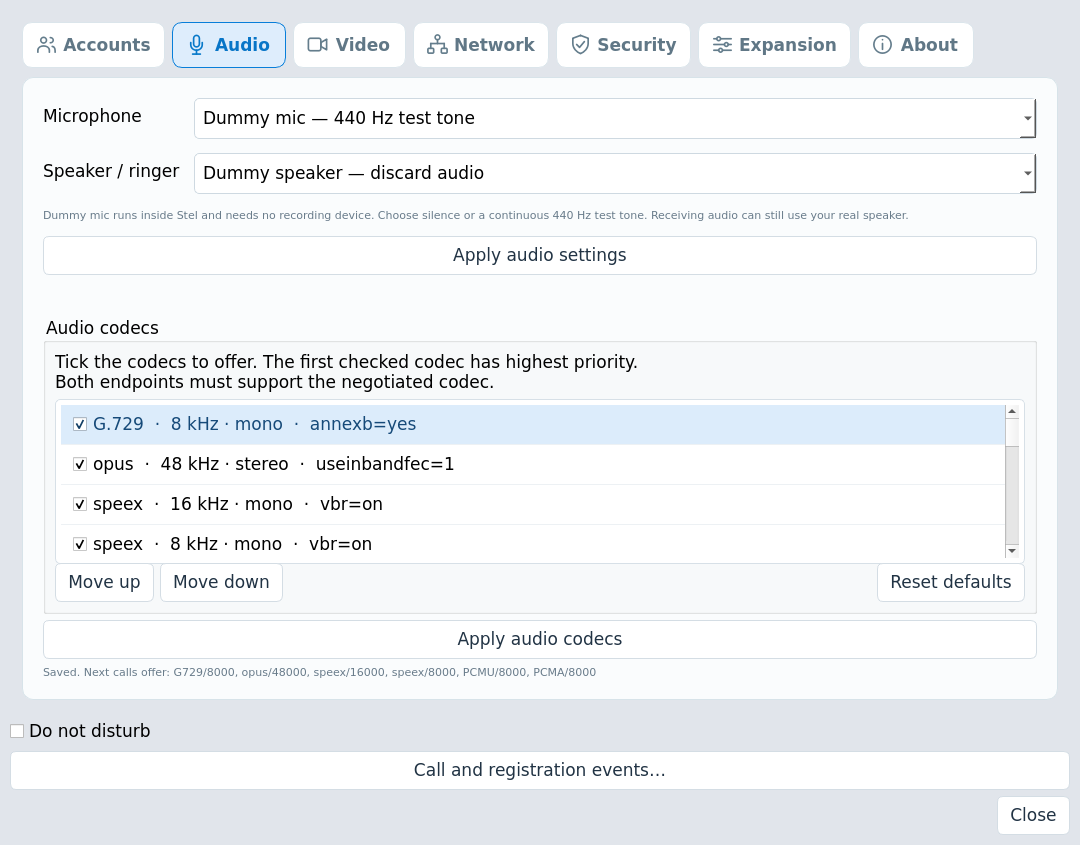 Accounts
Audio
Video
Network
Security
Expansion
About
Microphone
Dummy mic — 440 Hz test tone
Speaker / ringer
Dummy speaker — discard audio
Dummy mic runs inside Stel and needs no recording device. Choose silence or a continuous 440 Hz test tone. Receiving audio can still use your real speaker.
Apply audio settings
Audio codecs
Tick the codecs to offer. The first checked codec has highest priority.
Both endpoints must support the negotiated codec.
G.729 · 8 kHz · mono · annexb=yes
opus · 48 kHz · stereo · useinbandfec=1
speex · 16 kHz · mono · vbr=on
speex · 8 kHz · mono · vbr=on
Move up
Move down
Reset defaults
Apply audio codecs
Saved. Next calls offer: G729/8000, opus/48000, speex/16000, speex/8000, PCMU/8000, PCMA/8000
Do not disturb
Call and registration events...
Close